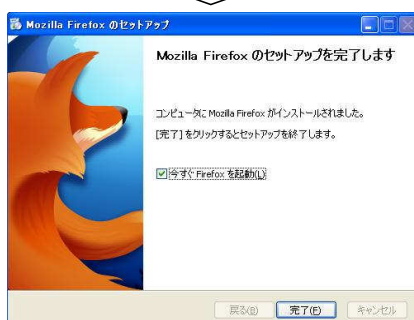 Mozilla Firefox のセットアップ
Mozilla Firefox のセットアップを完了します
コンピュータに Mozilla Firefox がインストールされました。
[完了] をクリックするとセットアップを終了します。
今すぐ Firefox を起動(L)
戻る(B)
完了(F)
キャンセル